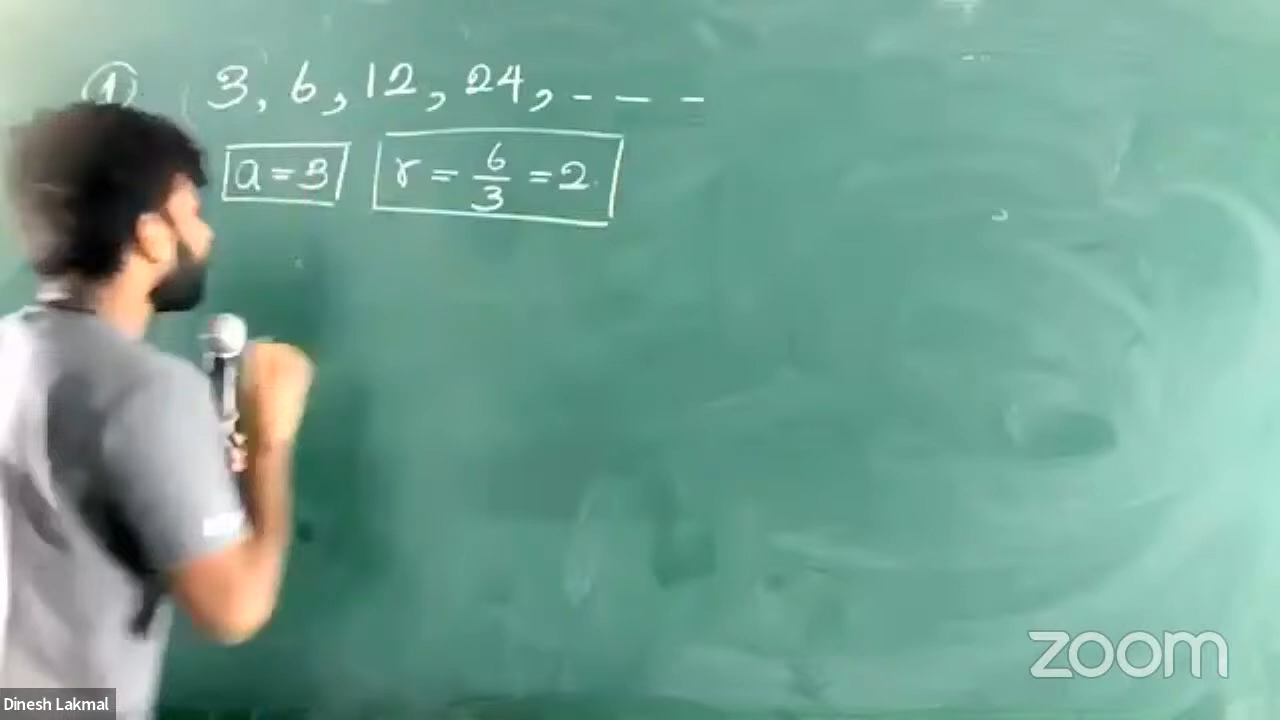 ① 3, 6, 12, 24, - - -
a = 3 r = 6/3 = 2
zoom
Dinesh Lakmal